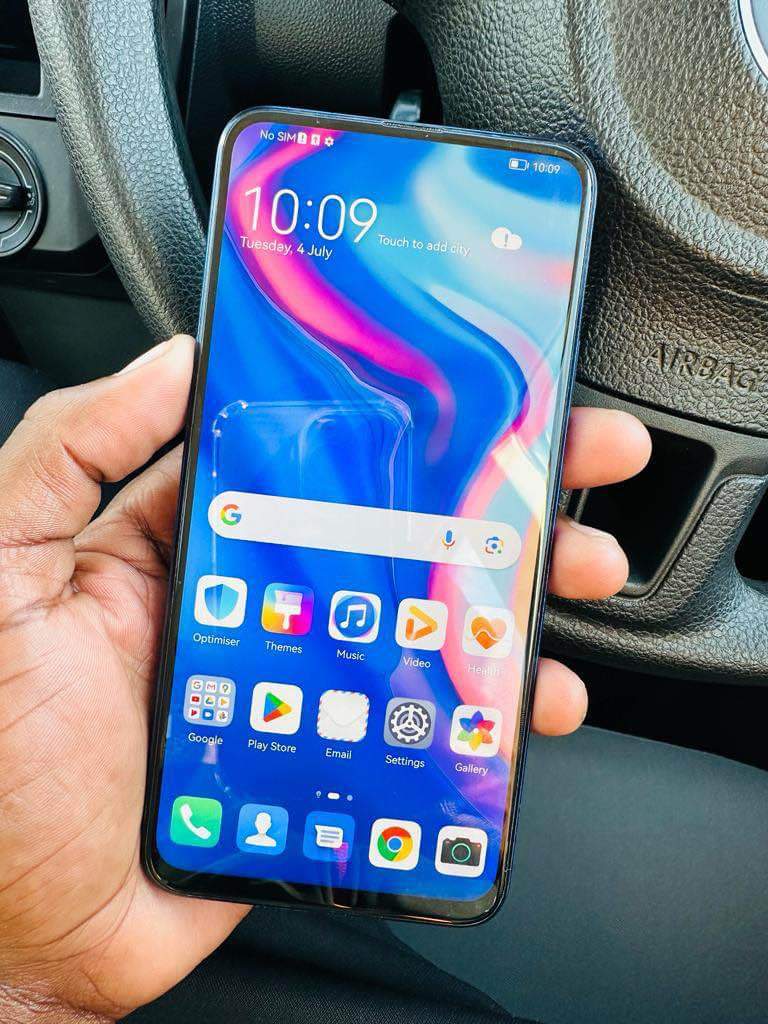 No SIM
10:09
10:09
Tuesday, 4 July
Touch to add city
AIRBAG
Optimiser Themes Music Video Health
Google Play Store Email Settings Gallery